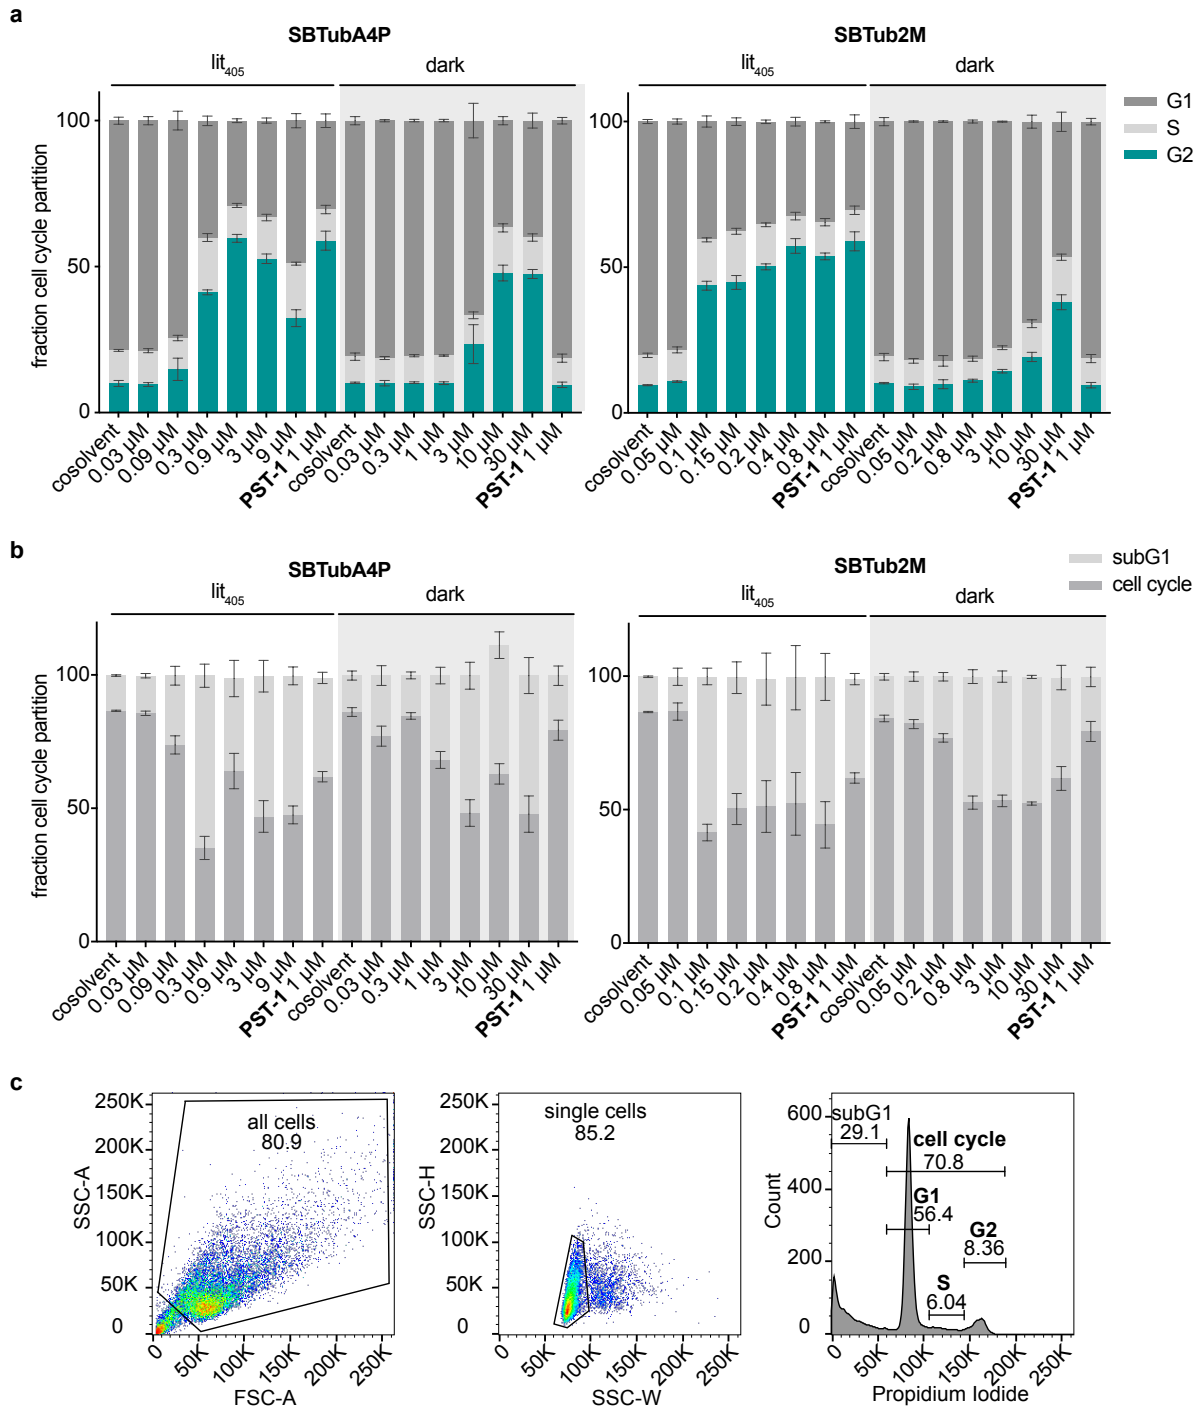 a
SBTubA4P
SBTub2M
lit405
dark
lit405
dark
G1
S
G2
fraction cell cycle partition
100
50
0
100
50
0
cosolvent
0.03 µM
0.09 µM
0.3 µM
0.9 µM
3 µM
9 µM
PST-1 1 µM
cosolvent
0.03 µM
0.3 µM
1 µM
3 µM
10 µM
30 µM
PST-1 1 µM
cosolvent
0.05 µM
0.1 µM
0.15 µM
0.2 µM
0.4 µM
0.8 µM
PST-1 1 µM
cosolvent
0.05 µM
0.2 µM
0.8 µM
3 µM
10 µM
30 µM
PST-1 1 µM
b
SBTubA4P
SBTub2M
lit405
dark
lit405
dark
subG1
cell cycle
fraction cell cycle partition
100
50
0
100
50
0
cosolvent
0.03 µM
0.09 µM
0.3 µM
0.9 µM
3 µM
9 µM
PST-1 1 µM
cosolvent
0.03 µM
0.3 µM
1 µM
3 µM
10 µM
30 µM
PST-1 1 µM
cosolvent
0.05 µM
0.1 µM
0.15 µM
0.2 µM
0.4 µM
0.8 µM
PST-1 1 µM
cosolvent
0.05 µM
0.2 µM
0.8 µM
3 µM
10 µM
30 µM
PST-1 1 µM
c
SSC-A
250K
200K
150K
100K
50K
0
all cells
80.9
0
50K
100K
150K
200K
250K
FSC-A
SSC-H
250K
200K
150K
100K
50K
0
single cells
85.2
0
50K
100K
150K
200K
250K
SSC-W
Count
600
400
200
0
subG1
29.1
cell cycle
70.8
G1
56.4
G2
8.36
S
6.04
0
50K
100K
150K
200K
250K
Propidium Iodide